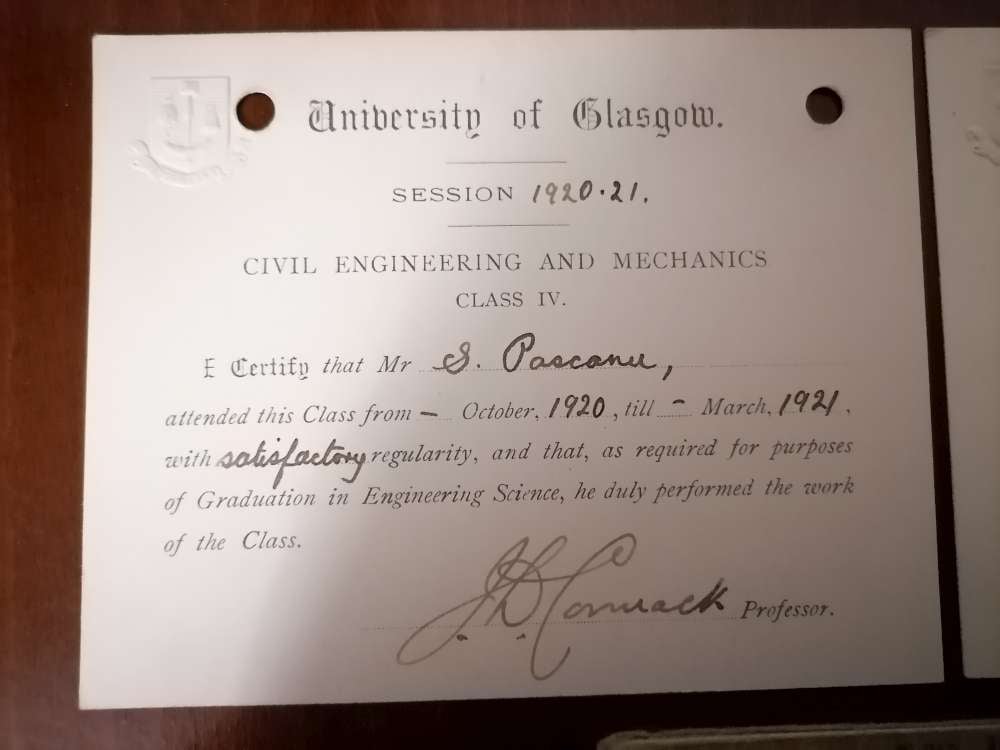 University of Glasgow.
SESSION 1920·21.
CIVIL ENGINEERING AND MECHANICS
CLASS IV.
I Certify that Mr S. Pascanu,
attended this Class from – October, 1920, till – March, 1921.
with satisfactory regularity, and that, as required for purposes
of Graduation in Engineering Science, he duly performed the work
of the Class.
J. D. Cormack Professor.